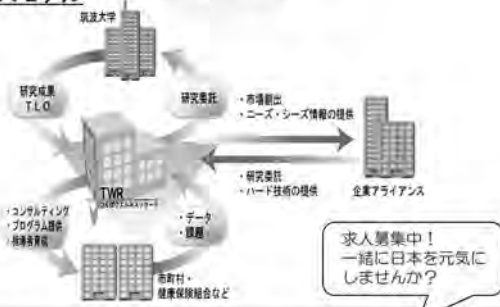 筑波大学
研究成果
TLO
研究委託
・市場創出
・ニーズ・シーズ情報の提供
・研究委託
・ハード技術の提供
企業アライアンス
TWR
・コンサルティング
・プログラム提供
・指導者育成
・データ
・課題
市町村・
健康保険組合など
求人募集中！
一緒に日本を元気に
しませんか？